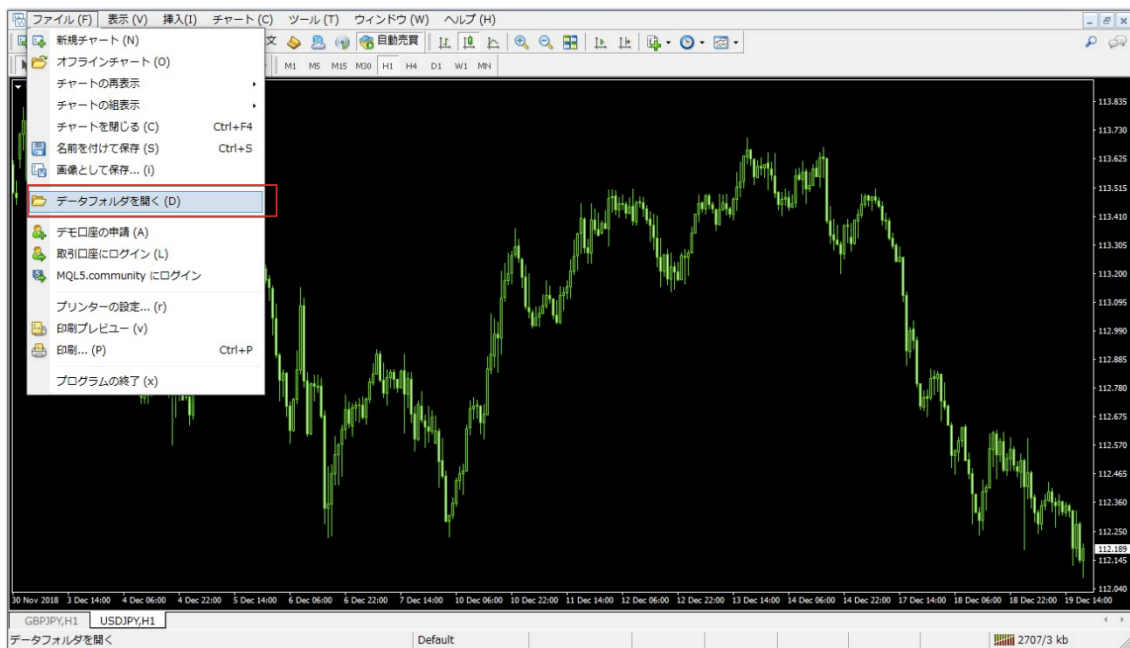 ファイル (F) 表示 (V) 挿入(I) チャート (C) ツール (T) ウィンドウ (W) ヘルプ (H)
文 自動売買
M1 M5 M15 M30 H1 H4 D1 W1 MN
新規チャート (N)
オフラインチャート (O)
チャートの再表示
チャートの組表示
チャートを閉じる (C) Ctrl+F4
名前を付けて保存 (S) Ctrl+S
画像として保存... (i)
データフォルダを開く (D)
デモ口座の申請 (A)
取引口座にログイン (L)
MQL5.community にログイン
プリンターの設定... (r)
印刷プレビュー (v)
印刷... (P) Ctrl+P
プログラムの終了 (x)
113.835
113.730
113.625
113.515
113.410
113.305
113.200
113.095
112.990
112.885
112.780
112.675
112.570
112.465
112.360
112.250
112.189
112.145
112.040
30 Nov 2018 3 Dec 14:00 4 Dec 06:00 4 Dec 22:00 5 Dec 14:00 6 Dec 06:00 6 Dec 22:00 7 Dec 14:00 10 Dec 06:00 10 Dec 22:00 11 Dec 14:00 12 Dec 06:00 12 Dec 22:00 13 Dec 14:00 14 Dec 06:00 14 Dec 22:00 17 Dec 14:00 18 Dec 06:00 18 Dec 22:00 19 Dec 14:00
GBPJPY,H1 USDJPY,H1
データフォルダを開く Default 2707/3 kb